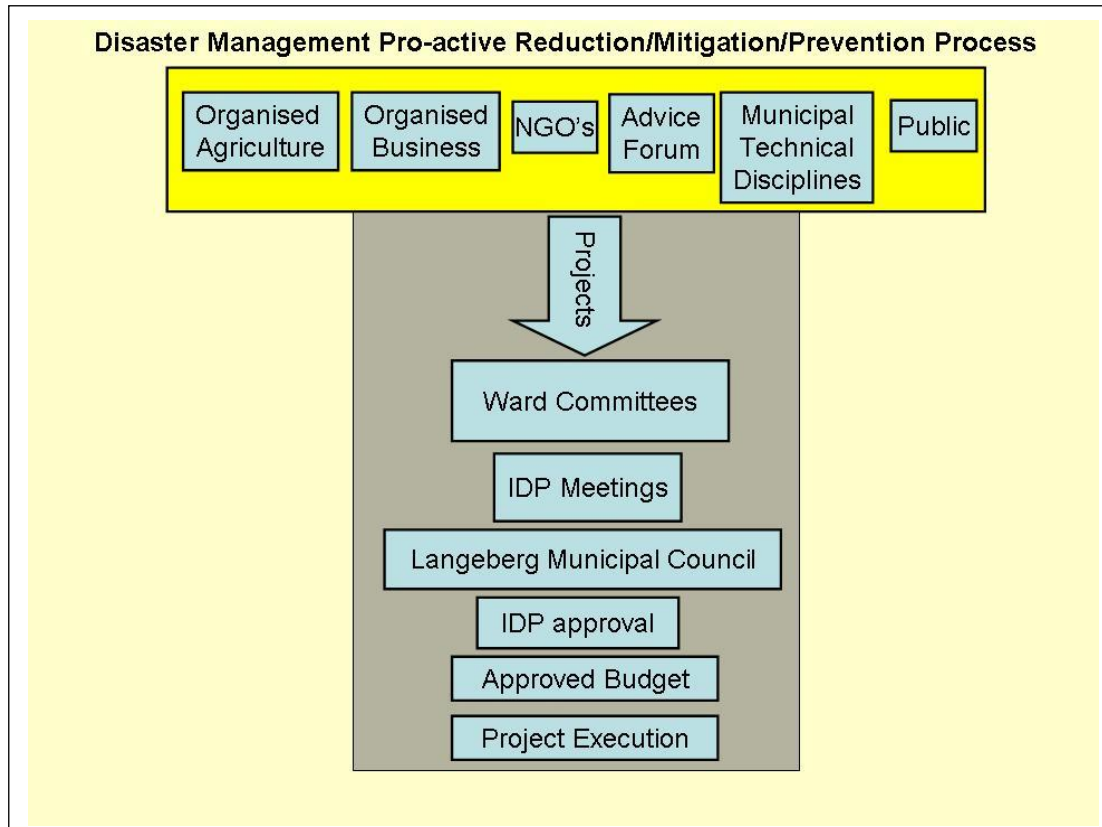 Disaster Management Pro-active Reduction/Mitigation/Prevention Process
Organised
Agriculture
Organised
Business
NGO's
Advice
Forum
Municipal
Technical
Disciplines
Public
Projects
Ward Committees
IDP Meetings
Langeberg Municipal Council
IDP approval
Approved Budget
Project Execution